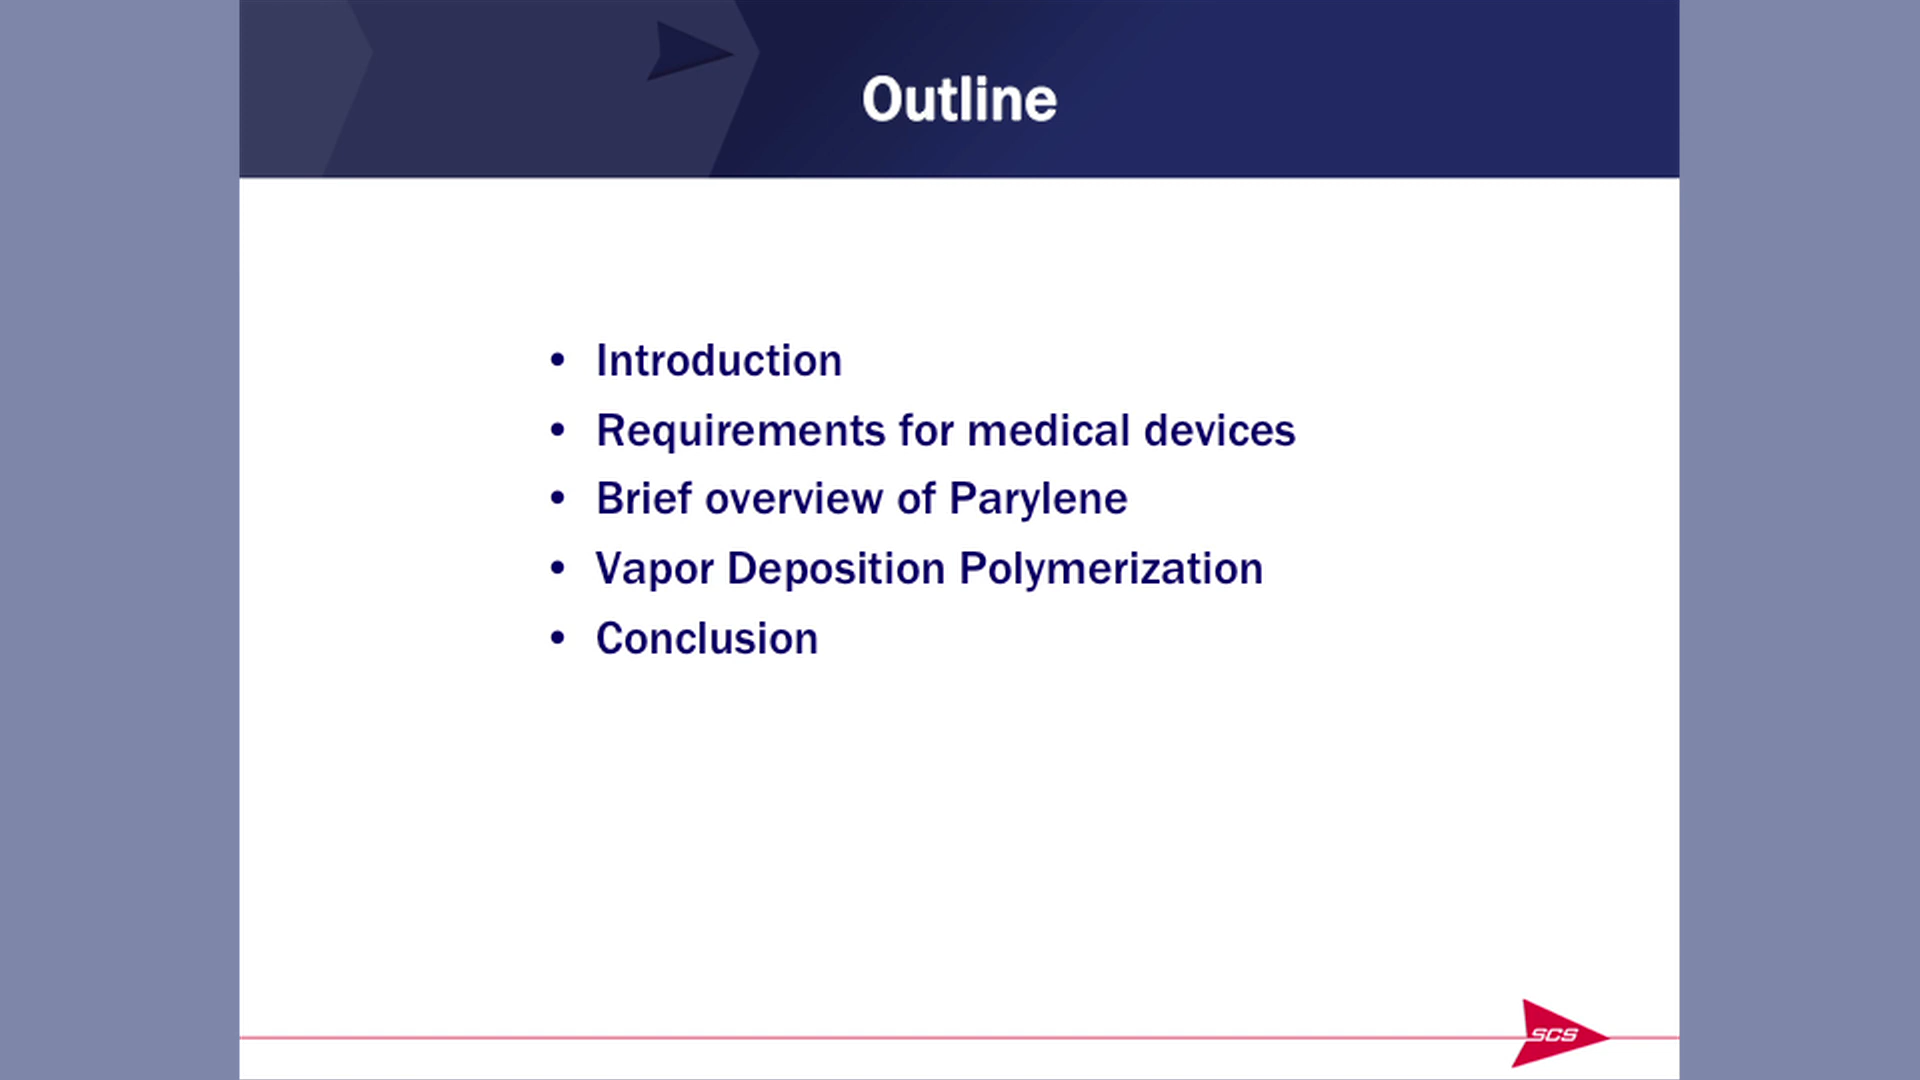 Outline
• Introduction
• Requirements for medical devices
• Brief overview of Parylene
• Vapor Deposition Polymerization
• Conclusion
SCS